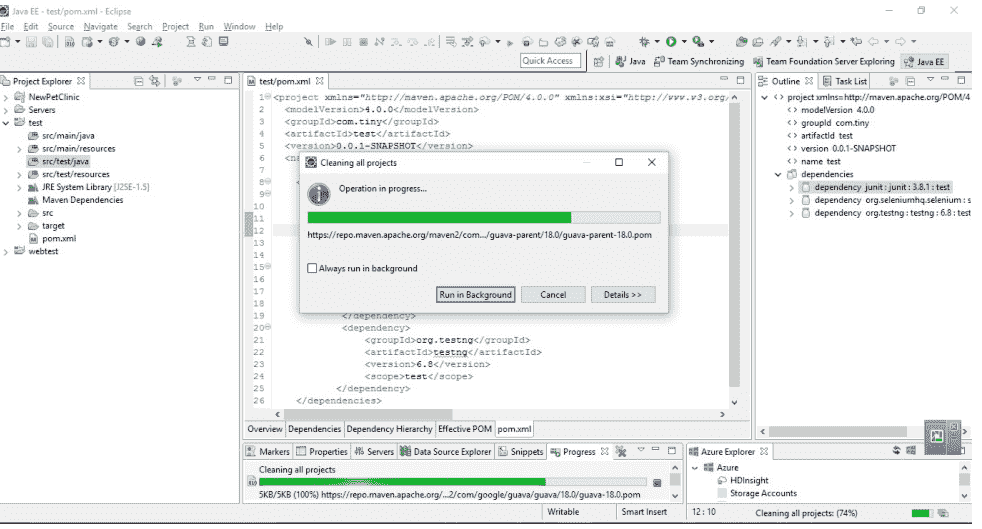 Java EE - test/pom.xml - Eclipse
File Edit Source Navigate Search Project Run Window Help
Quick Access
Java Team Synchronizing Team Foundation Server Exploring Java EE
Project Explorer
NewPetClinic
Servers
test
src/main/java
src/main/resources
src/test/java
src/test/resources
JRE System Library [J2SE-1.5]
Maven Dependencies
src
target
pom.xml
webtest
test/pom.xml
1 <project xmlns="http://maven.apache.org/POM/4.0.0" xmlns:xsi="http://www.w3.org/
2 <modelVersion>4.0.0</modelVersion>
3 <groupId>com.tiny</groupId>
4 <artifactId>test</artifactId>
5 <version>0.0.1-SNAPSHOT</version>
6 <na
7
8
9
10
11
12
13
14
15
16
17
18
19 </dependency>
20 <dependency>
21 <groupId>org.testng</groupId>
22 <artifactId>testng</artifactId>
23 <version>6.8</version>
24 <scope>test</scope>
25 </dependency>
26 </dependencies>
Cleaning all projects
Operation in progress...
https://repo.maven.apache.org/maven2/com.../guava-parent/18.0/guava-parent-18.0.pom
Always run in background
Run in Background Cancel Details >>
Overview Dependencies Dependency Hierarchy Effective POM pom.xml
Outline Task List
project xmlns=http://maven.apache.org/POM/4
modelVersion 4.0.0
groupId com.tiny
artifactId test
version 0.0.1-SNAPSHOT
name test
dependencies
dependency junit : junit : 3.8.1 : test
dependency org.seleniumhq.selenium : s
dependency org.testng : testng : 6.8 : test
Markers Properties Servers Data Source Explorer Snippets Progress
Cleaning all projects
5KB/5KB (100%) https://repo.maven.apache.org/...2/com/google/guava/guava/18.0/guava-18.0.pom
Azure Explorer
Azure
HDInsight
Storage Accounts
Writable Smart Insert 12 : 10 Cleaning all projects: (74%)